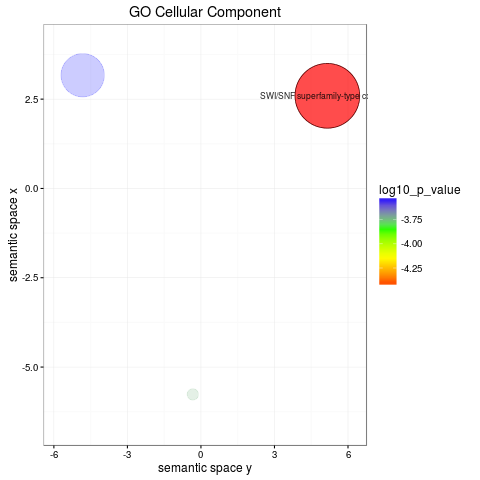 GO Cellular Component
SWI/SNF superfamily-type
2.5
0.0
-2.5
-5.0
-6
-3
0
3
6
semantic space y
semantic space x
log10_p_value
-3.75
-4.00
-4.25